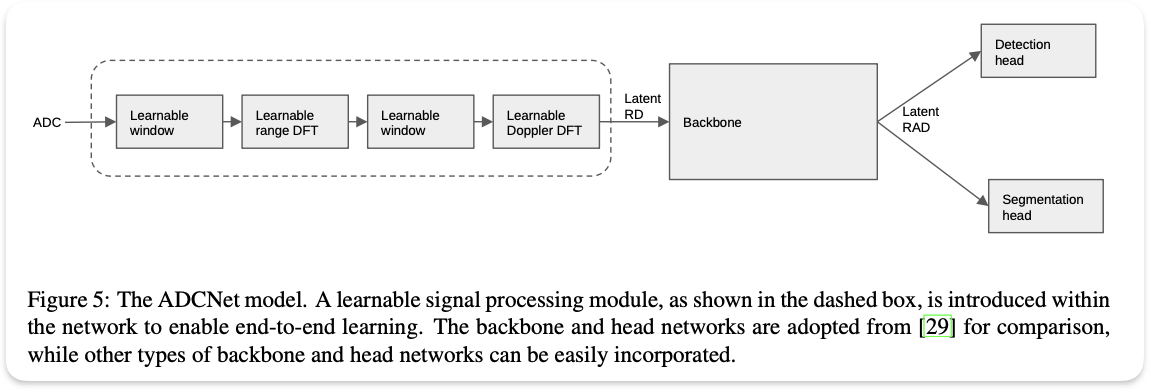 ADC
Learnable
window
Learnable
range DFT
Learnable
window
Learnable
Doppler DFT
Latent
RD
Backbone
Latent
RAD
Detection
head
Segmentation
head
Figure 5: The ADCNet model. A learnable signal processing module, as shown in the dashed box, is introduced within
the network to enable end-to-end learning. The backbone and head networks are adopted from [29] for comparison,
while other types of backbone and head networks can be easily incorporated.